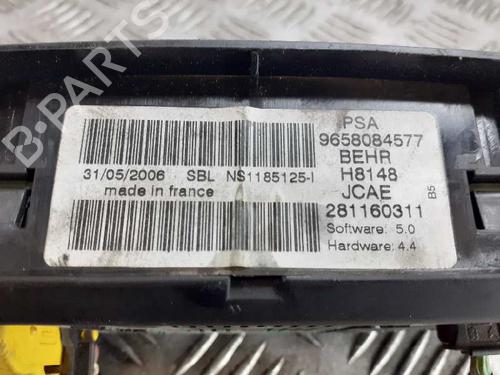 PSA
9658084577
BEHR
31/05/2006 SBL NS1185125-I
H8148
made in france
JCAE
B5
281160311
Software: 5.0
Hardware: 4.4
B-Parts